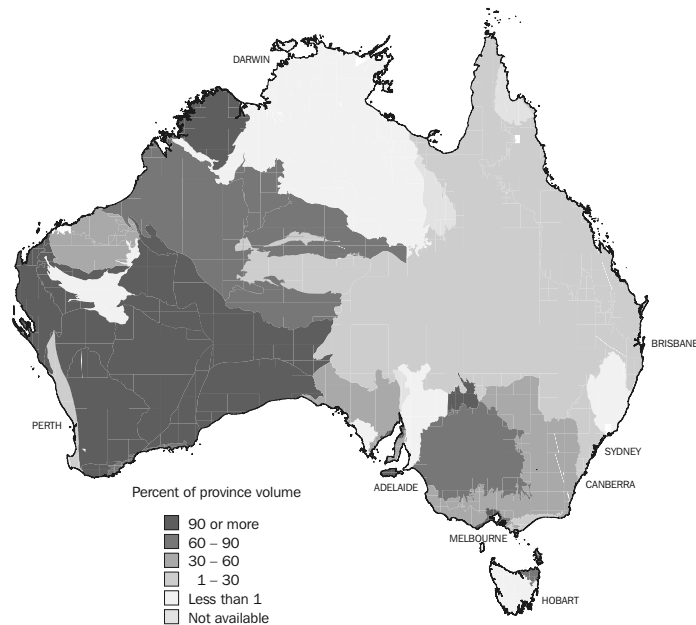 DARWIN
BRISBANE
PERTH
SYDNEY
CANBERRA
ADELAIDE
Percent of province volume
90 or more
60 – 90
30 – 60
1 – 30
Less than 1
Not available
MELBOURNE
HOBART